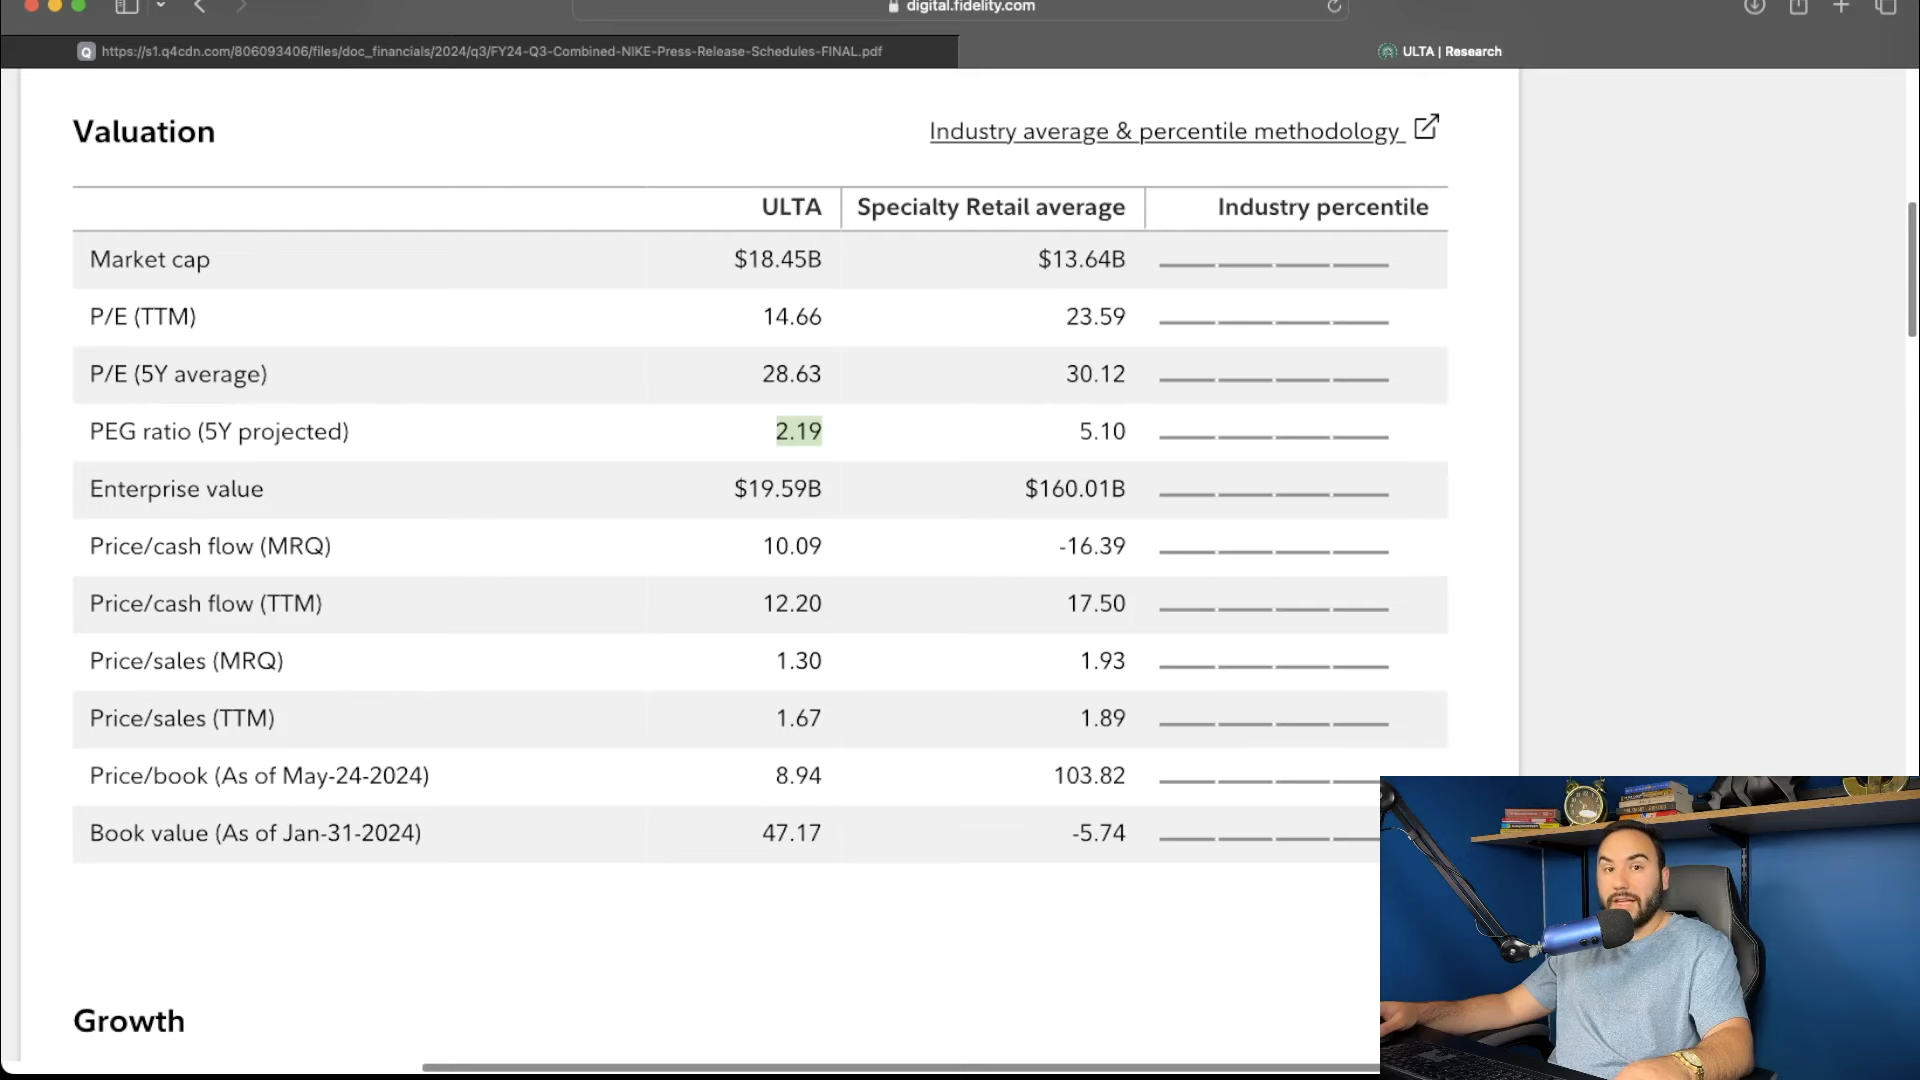 digital.fidelity.com
Q https://s1.q4cdn.com/806093406/files/doc_financials/2024/q3/FY24-Q3-Combined-NIKE-Press-Release-Schedules-FINAL.pdf
ULTA | Research
Valuation
Industry average & percentile methodology
ULTA Specialty Retail average Industry percentile
Market cap $18.45B $13.64B
P/E (TTM) 14.66 23.59
P/E (5Y average) 28.63 30.12
PEG ratio (5Y projected) 2.19 5.10
Enterprise value $19.59B $160.01B
Price/cash flow (MRQ) 10.09 -16.39
Price/cash flow (TTM) 12.20 17.50
Price/sales (MRQ) 1.30 1.93
Price/sales (TTM) 1.67 1.89
Price/book (As of May-24-2024) 8.94 103.82
Book value (As of Jan-31-2024) 47.17 -5.74
Growth